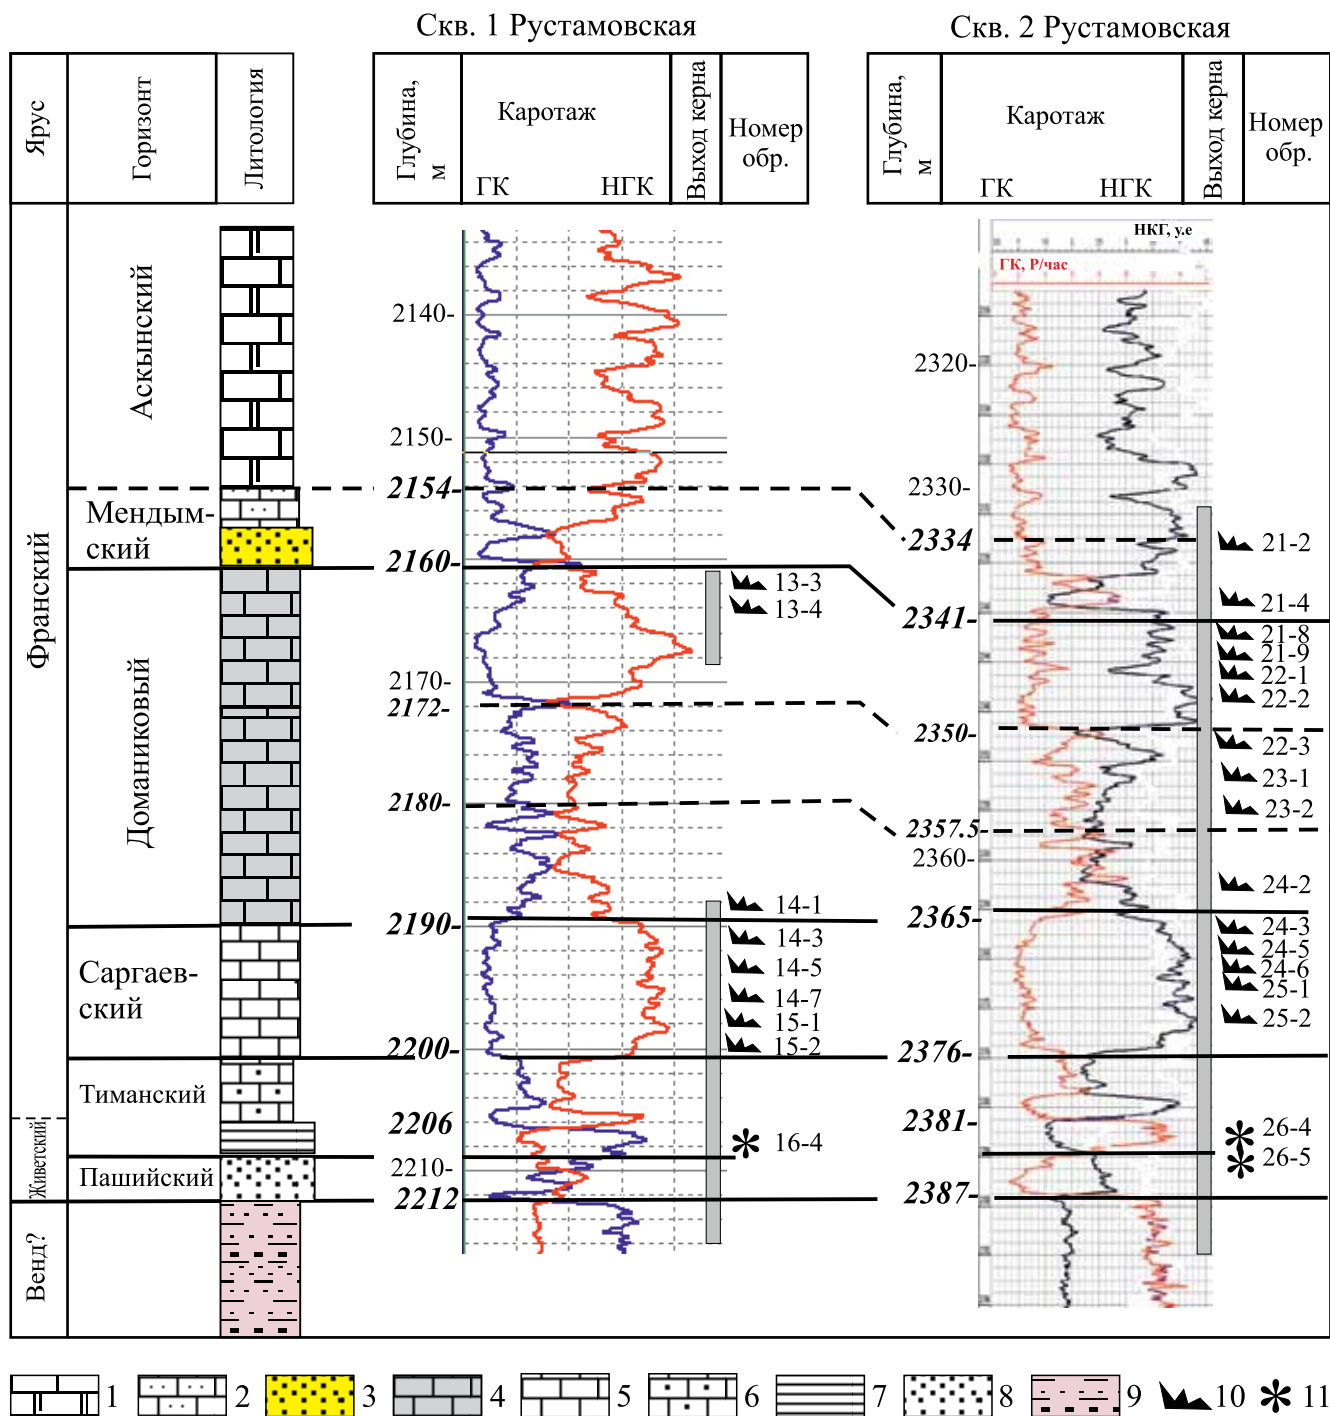 Скв. 1 Рустамовская
Скв. 2 Рустамовская
Ярус
Горизонт
Литология
Глубина, м
Каротаж
ГК
НГК
Выход керна
Номер обр.
Глубина, м
Каротаж
ГК
НГК
Выход керна
Номер обр.
НКГ, у.е
ГК, Р/час
Франский
Живетский
Венд?
Аскынский
Мендым-
ский
Доманиковый
Саргаев-
ский
Тиманский
Пашийский
2140-
2150-
2154-
2160-
2170-
2172-
2180-
2190-
2200-
2206
2210-
2212
13-3
13-4
14-1
14-3
14-5
14-7
15-1
15-2
16-4
2320-
2330-
2334
2341-
2350-
2357.5-
2360-
2365-
2376-
2381-
2387-
21-2
21-4
21-8
21-9
22-1
22-2
22-3
23-1
23-2
24-2
24-3
24-5
24-6
25-1
25-2
26-4
26-5
1 2 3 4 5 6 7 8 9 10 11